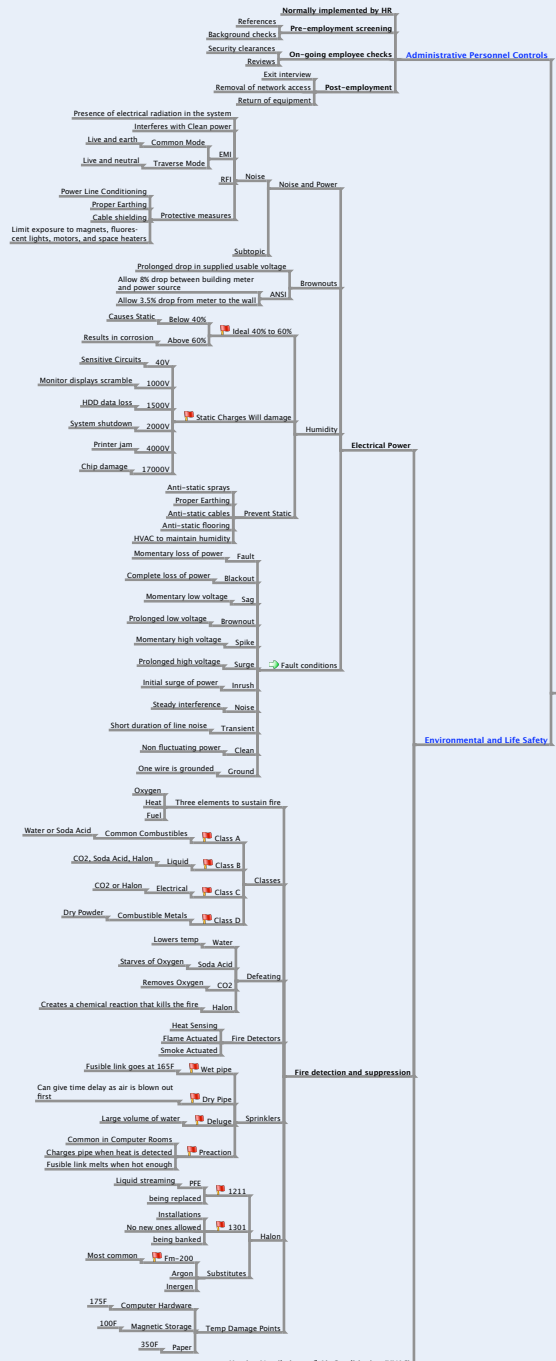 Normally implemented by HR
References
Pre-employment screening
Background checks
Security clearances
On-going employee checks
Reviews
Administrative Personnel Controls
Exit interview
Removal of network access
Post-employment
Return of equipment
Presence of electrical radiation in the system
Interferes with Clean power
Live and earth
Common Mode
EMI
Live and neutral
Traverse Mode
RFI
Noise
Noise and Power
Power Line Conditioning
Proper Earthing
Cable shielding
Protective measures
Limit exposure to magnets, fluores-
cent lights, motors, and space heaters
Subtopic
Prolonged drop in supplied usable voltage
Brownouts
Allow 8% drop between building meter
and power source
ANSI
Allow 3.5% drop from meter to the wall
Causes Static
Below 40%
Ideal 40% to 60%
Results in corrosion
Above 60%
Sensitive Circuits
40V
Monitor displays scramble
1000V
HDD data loss
1500V
Static Charges Will damage
System shutdown
2000V
Humidity
Printer jam
4000V
Electrical Power
Chip damage
17000V
Anti-static sprays
Proper Earthing
Anti-static cables
Prevent Static
Anti-static flooring
HVAC to maintain humidity
Momentary loss of power
Fault
Complete loss of power
Blackout
Momentary low voltage
Sag
Prolonged low voltage
Brownout
Momentary high voltage
Spike
Prolonged high voltage
Surge
Fault conditions
Initial surge of power
Inrush
Steady interference
Noise
Short duration of line noise
Transient
Non fluctuating power
Clean
One wire is grounded
Ground
Environmental and Life Safety
Oxygen
Heat
Three elements to sustain fire
Fuel
Water or Soda Acid
Common Combustibles
Class A
CO2, Soda Acid, Halon
Liquid
Class B
Classes
CO2 or Halon
Electrical
Class C
Dry Powder
Combustible Metals
Class D
Lowers temp
Water
Starves of Oxygen
Soda Acid
Defeating
Removes Oxygen
CO2
Creates a chemical reaction that kills the fire
Halon
Heat Sensing
Flame Actuated
Fire Detectors
Smoke Actuated
Fire detection and suppression
Fusible link goes at 165F
Wet pipe
Can give time delay as air is blown out
first
Dry Pipe
Large volume of water
Deluge
Sprinklers
Common in Computer Rooms
Charges pipe when heat is detected
Preaction
Fusible link melts when hot enough
Liquid streaming
PFE
1211
being replaced
Installations
No new ones allowed
1301
being banked
Halon
Most common
Fm-200
Argon
Substitutes
Inergen
175F
Computer Hardware
100F
Magnetic Storage
Temp Damage Points
350F
Paper